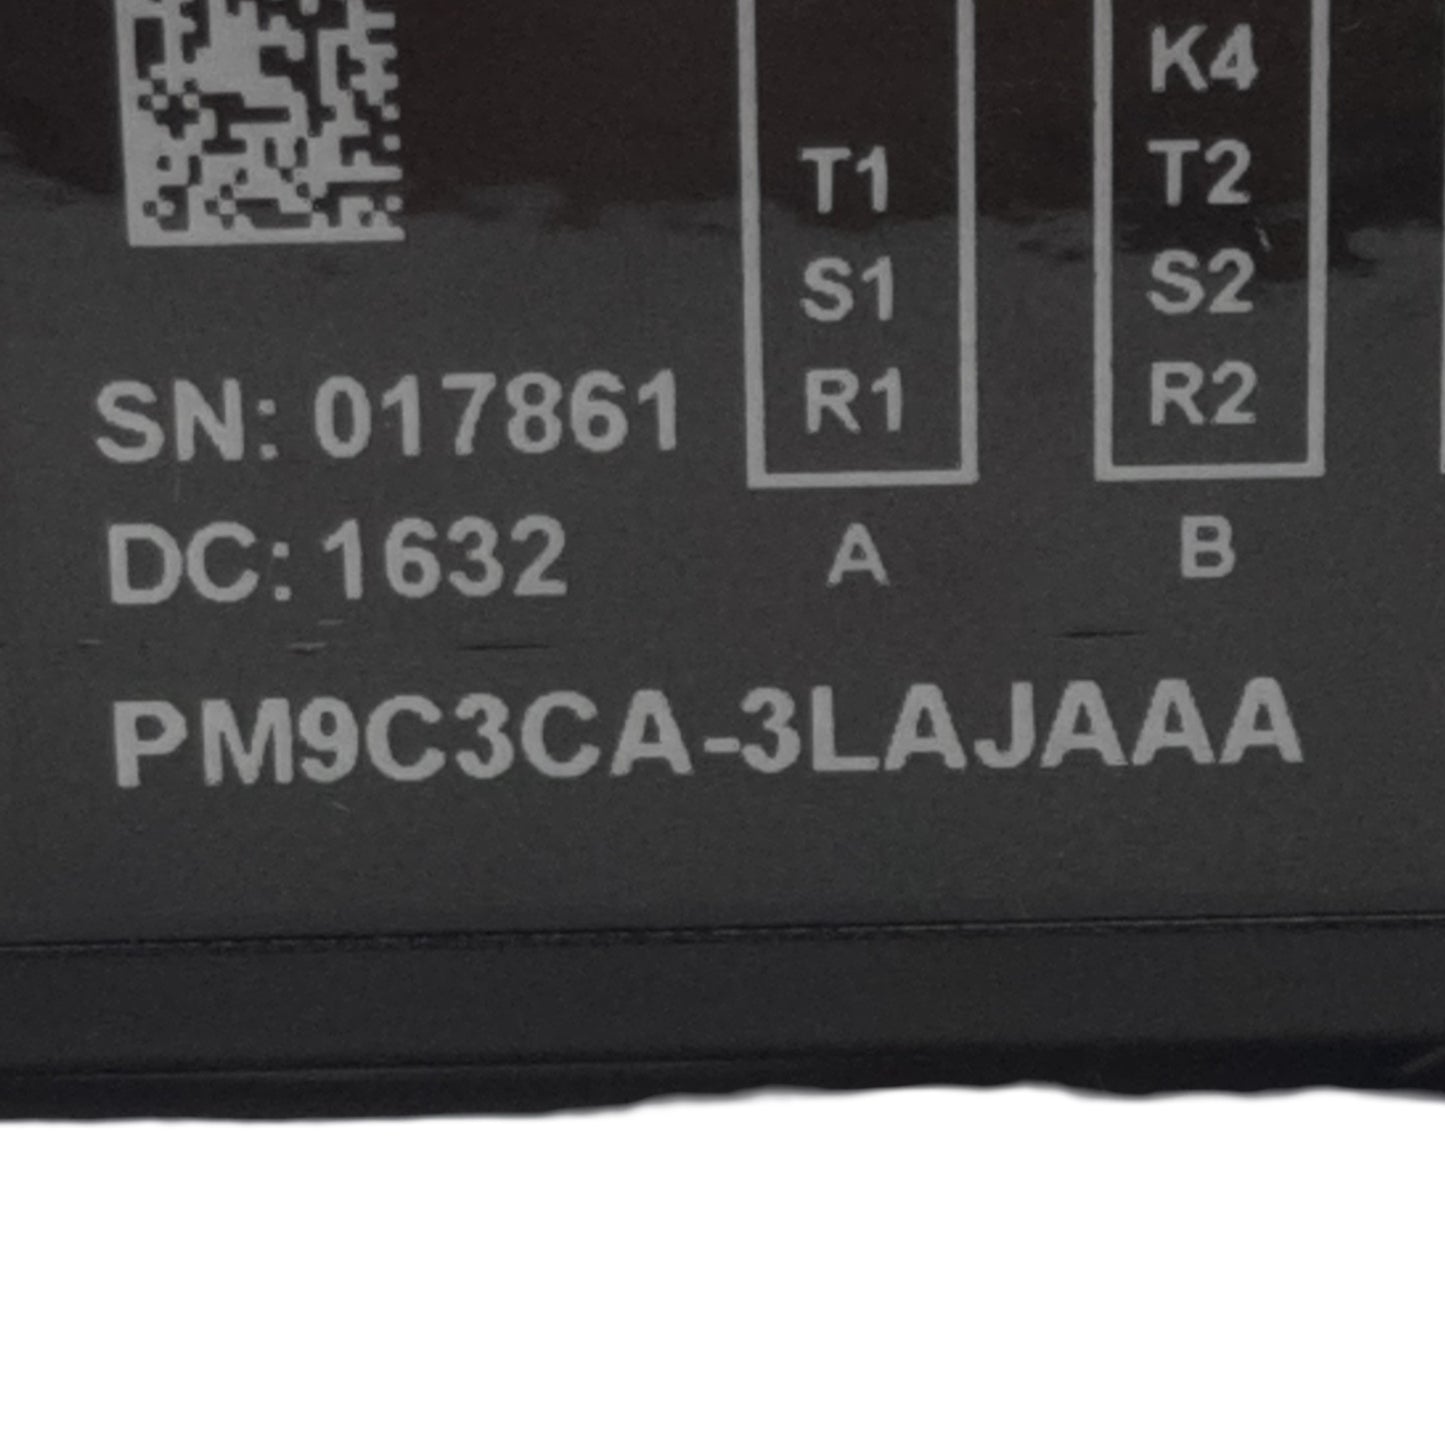 K4
T1
T2
S1
S2
R1
R2
SN: 017861
A
B
DC: 1632
PM9C3CA-3LAJAAA